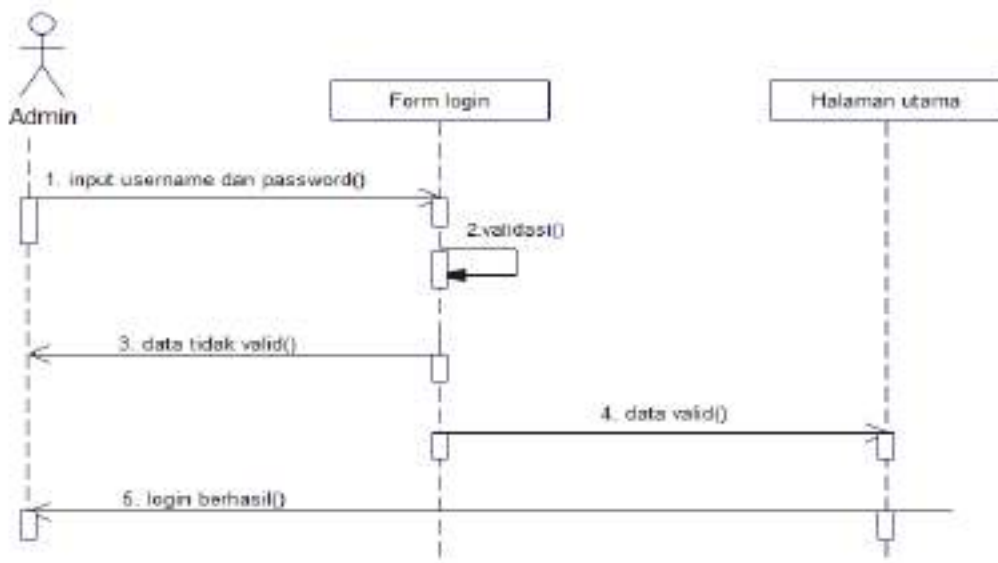 Admin
Form login
Halaman utama
1. input username dan password()
2.validasi()
3. data tidak valid()
4. data valid()
5. login berhasil()